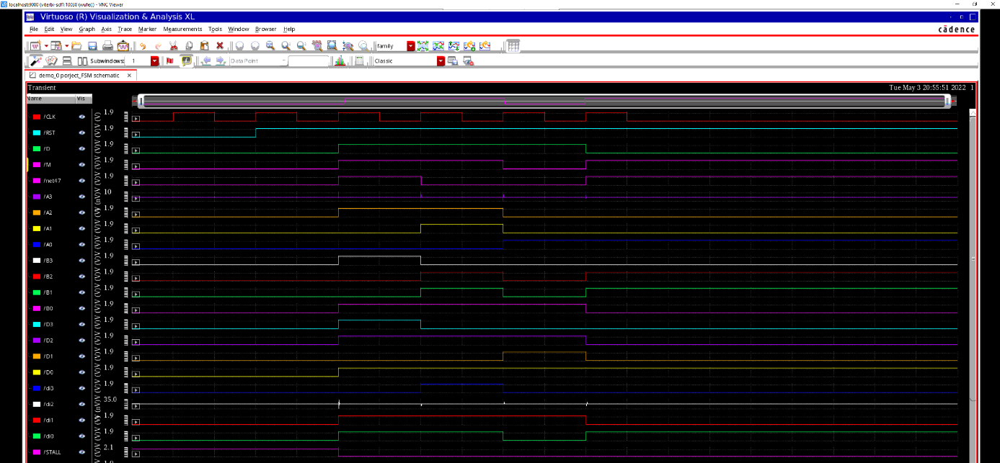 localhost:9000 (viterbi-scf1:10030 (wufeij)) - VNC Viewer
Virtuoso (R) Visualization & Analysis XL
File Edit View Graph Axis Trace Marker Measurements Tools Window Browser Help
cādence
family
Subwindows: 1
Data Point
Classic
demo_0 porject_FSM schematic
Transient
Tue May 3 20:55:51 2022 1
Name Vis
/CLK 1.9
/RST 1.9
/D 1.9
/M 1.9
/net47 1.9
/A3 10
/A2 1.9
/A1 1.9
/A0 1.9
/B3 1.9
/B2 1.9
/B1 1.9
/B0 1.9
/D3 1.9
/D2 1.9
/D1 1.9
/D0 1.9
/di3 1.9
/di2 35.0
/di1 1.9
/di0 1.9
/STALL 2.1